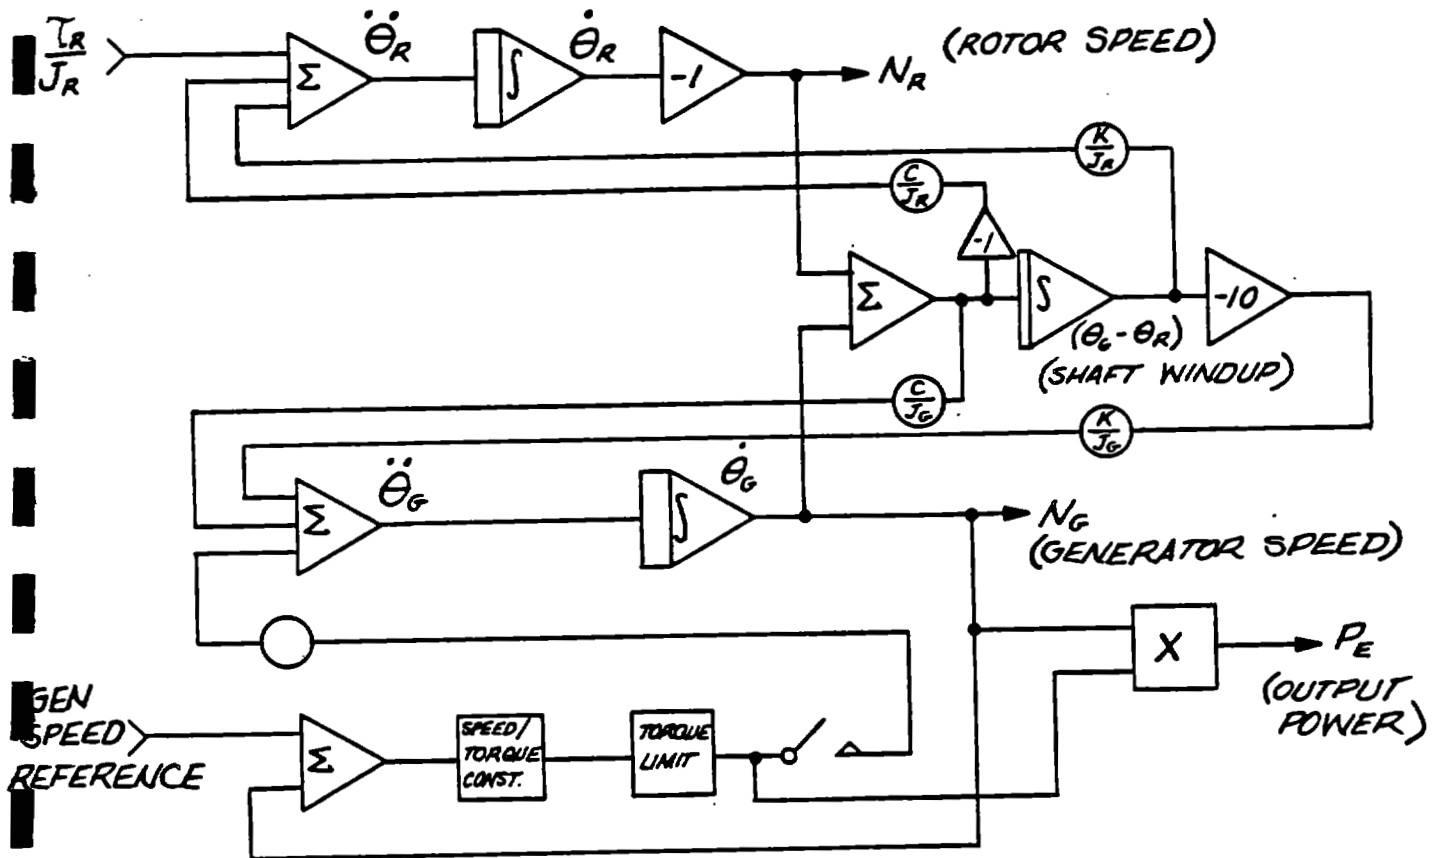 τ_R / J_R
Σ
θ̈_R
∫
θ̇_R
-1
N_R
(ROTOR SPEED)
K/J_R
C/J_R
-1
Σ
∫
-10
(θ_G - θ_R)
(SHAFT WINDUP)
C/J_G
K/J_G
Σ
θ̈_G
∫
θ̇_G
N_G
(GENERATOR SPEED)
X
P_E
(OUTPUT
POWER)
GEN
SPEED
REFERENCE
Σ
SPEED/
TORQUE
CONST.
TORQUE
LIMIT